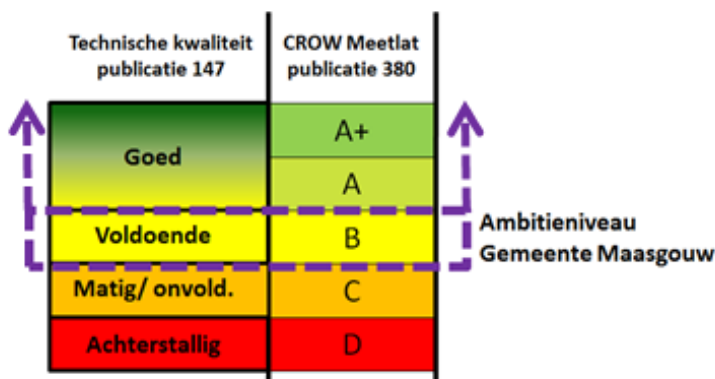 Technische kwaliteit
publicatie 147
CROW Meetlat
publicatie 380
Goed
A+
A
Voldoende
B
Matig/ onvold.
C
Achterstallig
D
Ambitieniveau
Gemeente Maasgouw